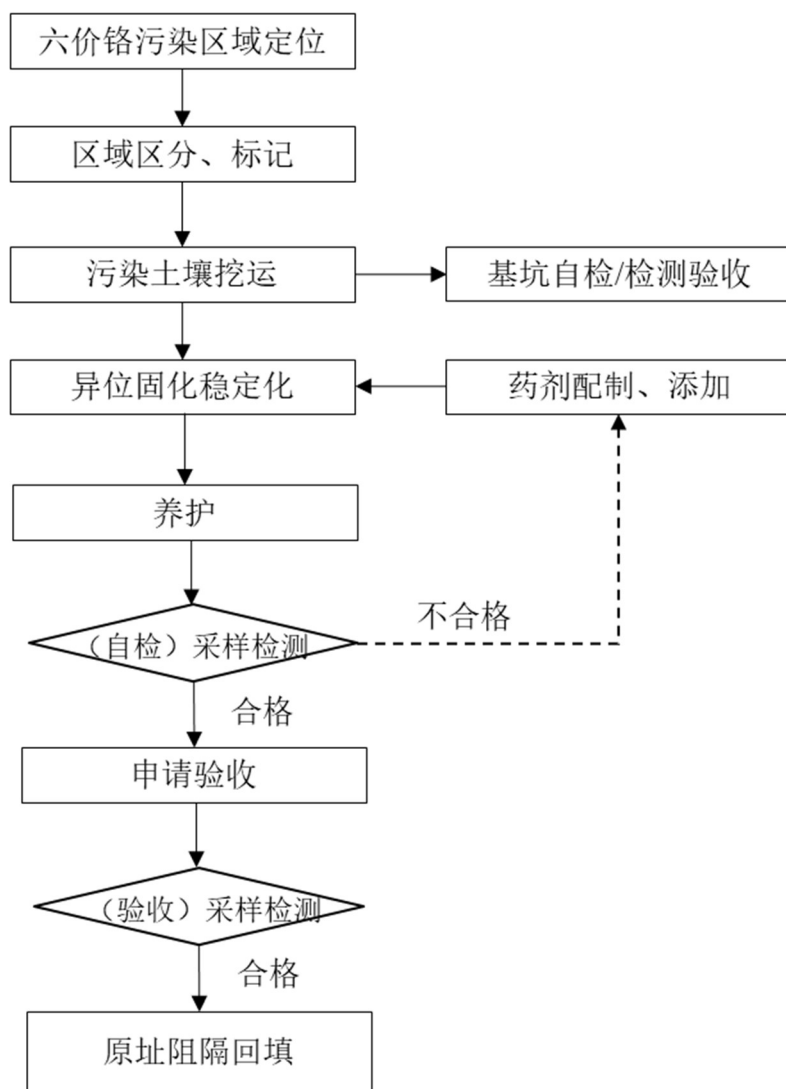 六价铬污染区域定位
区域区分、标记
污染土壤挖运
基坑自检/检测验收
异位固化稳定化
药剂配制、添加
养护
（自检）采样检测
不合格
合格
申请验收
（验收）采样检测
合格
原址阻隔回填